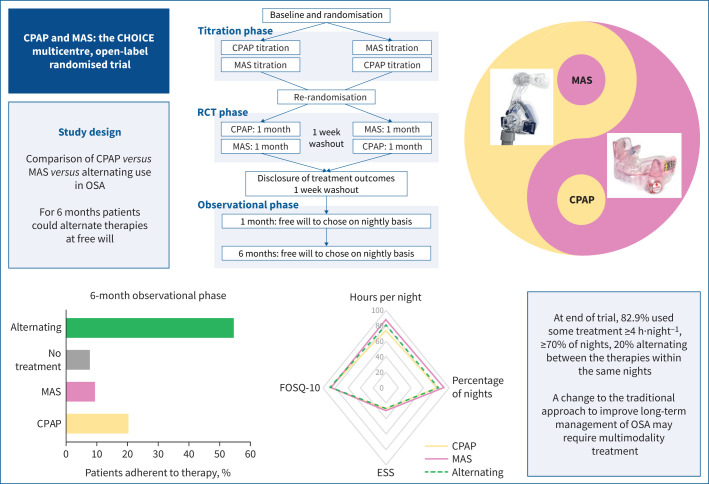 CPAP and MAS: the CHOICE
multicentre, open-label
randomised trial
Study design
Comparison of CPAP versus
MAS versus alternating use
in OSA
For 6 months patients
could alternate therapies
at free will
Baseline and randomisation
Titration phase
CPAP titration
MAS titration
MAS titration
CPAP titration
Re-randomisation
RCT phase
CPAP: 1 month
MAS: 1 month
1 week
washout
MAS: 1 month
CPAP: 1 month
Disclosure of treatment outcomes
1 week washout
Observational phase
1 month: free will to chose on nightly basis
6 months: free will to chose on nightly basis
MAS
CPAP
6-month observational phase
Alternating
No
treatment
MAS
CPAP
0
10
20
30
40
50
60
Patients adherent to therapy, %
Hours per night
100
80
60
40
20
0
FOSQ-10
Percentage
of nights
ESS
CPAP
MAS
Alternating
At end of trial, 82.9% used
some treatment ≥4 h·night⁻¹,
≥70% of nights, 20% alternating
between the therapies within
the same nights
A change to the traditional
approach to improve long-term
management of OSA may
require multimodality
treatment